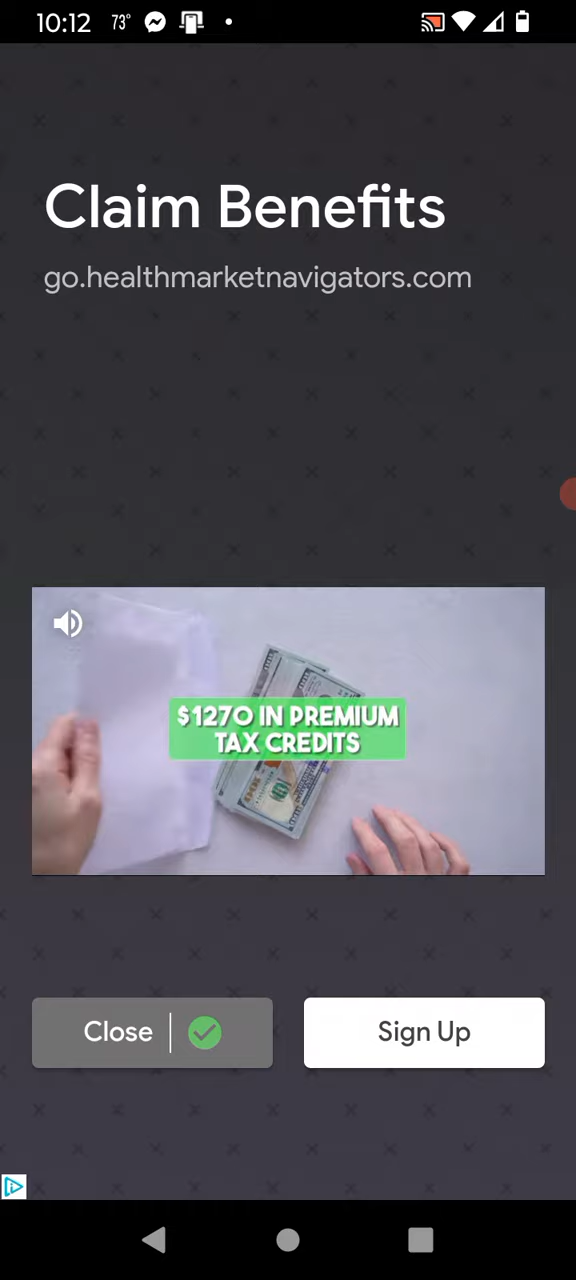 10:12 73°
Claim Benefits
go.healthmarketnavigators.com
$1270 IN PREMIUM
TAX CREDITS
Close
Sign Up